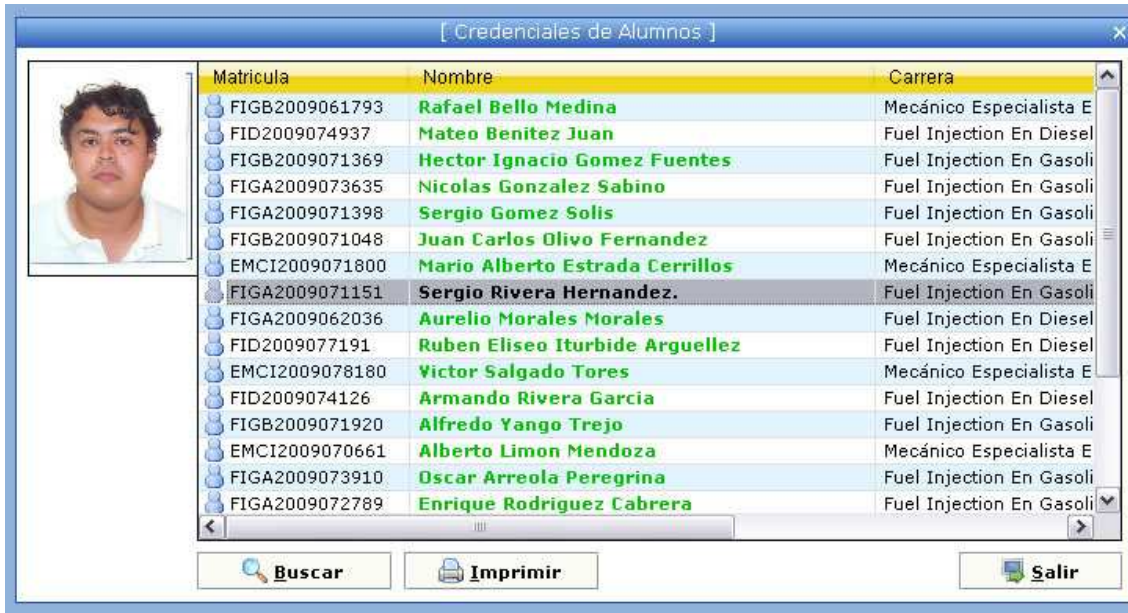 [ Credenciales de Alumnos ]
Matricula Nombre Carrera
FIGB2009061793 Rafael Bello Medina Mecánico Especialista E
FID2009074937 Mateo Benitez Juan Fuel Injection En Diesel
FIGB2009071369 Hector Ignacio Gomez Fuentes Fuel Injection En Gasoli
FIGA2009073635 Nicolas Gonzalez Sabino Fuel Injection En Gasoli
FIGA2009071398 Sergio Gomez Solis Fuel Injection En Gasoli
FIGB2009071048 Juan Carlos Olivo Fernandez Fuel Injection En Gasoli
EMCI2009071800 Mario Alberto Estrada Cerrillos Mecánico Especialista E
FIGA2009071151 Sergio Rivera Hernandez. Fuel Injection En Gasoli
FIGA2009062036 Aurelio Morales Morales Fuel Injection En Diesel
FID2009077191 Ruben Eliseo Iturbide Arguellez Fuel Injection En Diesel
EMCI2009078180 Victor Salgado Tores Mecánico Especialista E
FID2009074126 Armando Rivera Garcia Fuel Injection En Diesel
FIGB2009071920 Alfredo Yango Trejo Fuel Injection En Gasoli
EMCI2009070661 Alberto Limon Mendoza Mecánico Especialista E
FIGA2009073910 Oscar Arreola Peregrina Fuel Injection En Gasoli
FIGA2009072789 Enrique Rodriguez Cabrera Fuel Injection En Gasoli
Buscar Imprimir Salir